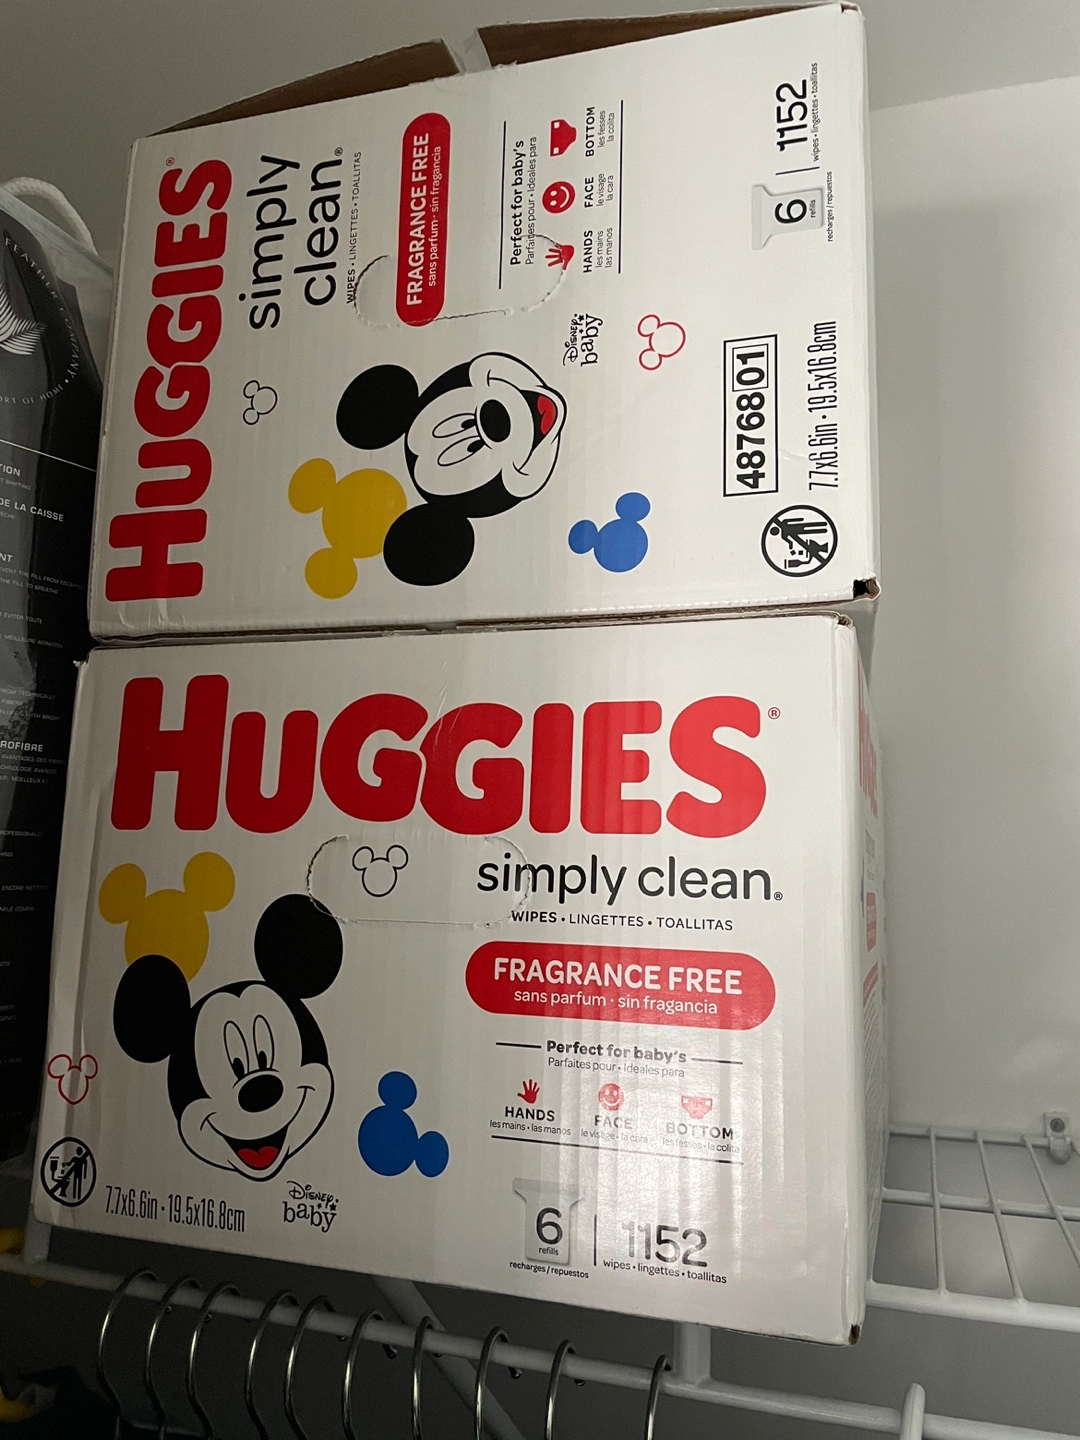 HUGGIES®
simply
clean®
WIPES • LINGETTES • TOALLITAS
FRAGRANCE FREE
sans parfum · sin fragancia
Perfect for baby's
Parfaites pour • Ideales para
HANDS
les mains
las manos
FACE
le visage
la cara
BOTTOM
les fesses
la colita
Disney
baby
6
refills
recharges / repuestos
1152
wipes • lingettes • toallitas
48768 01
7.7x6.6in · 19.5x16.8cm
HUGGIES®
simply clean®
WIPES • LINGETTES • TOALLITAS
FRAGRANCE FREE
sans parfum · sin fragancia
Perfect for baby's
Parfaites pour • Ideales para
HANDS
les mains • las manos
FACE
le visage • la cara
BOTTOM
les fesses • la colita
7.7x6.6in · 19.5x16.8cm
Disney
baby
6
refills
recharges / repuestos
1152
wipes • lingettes • toallitas
DE LA CAISSE